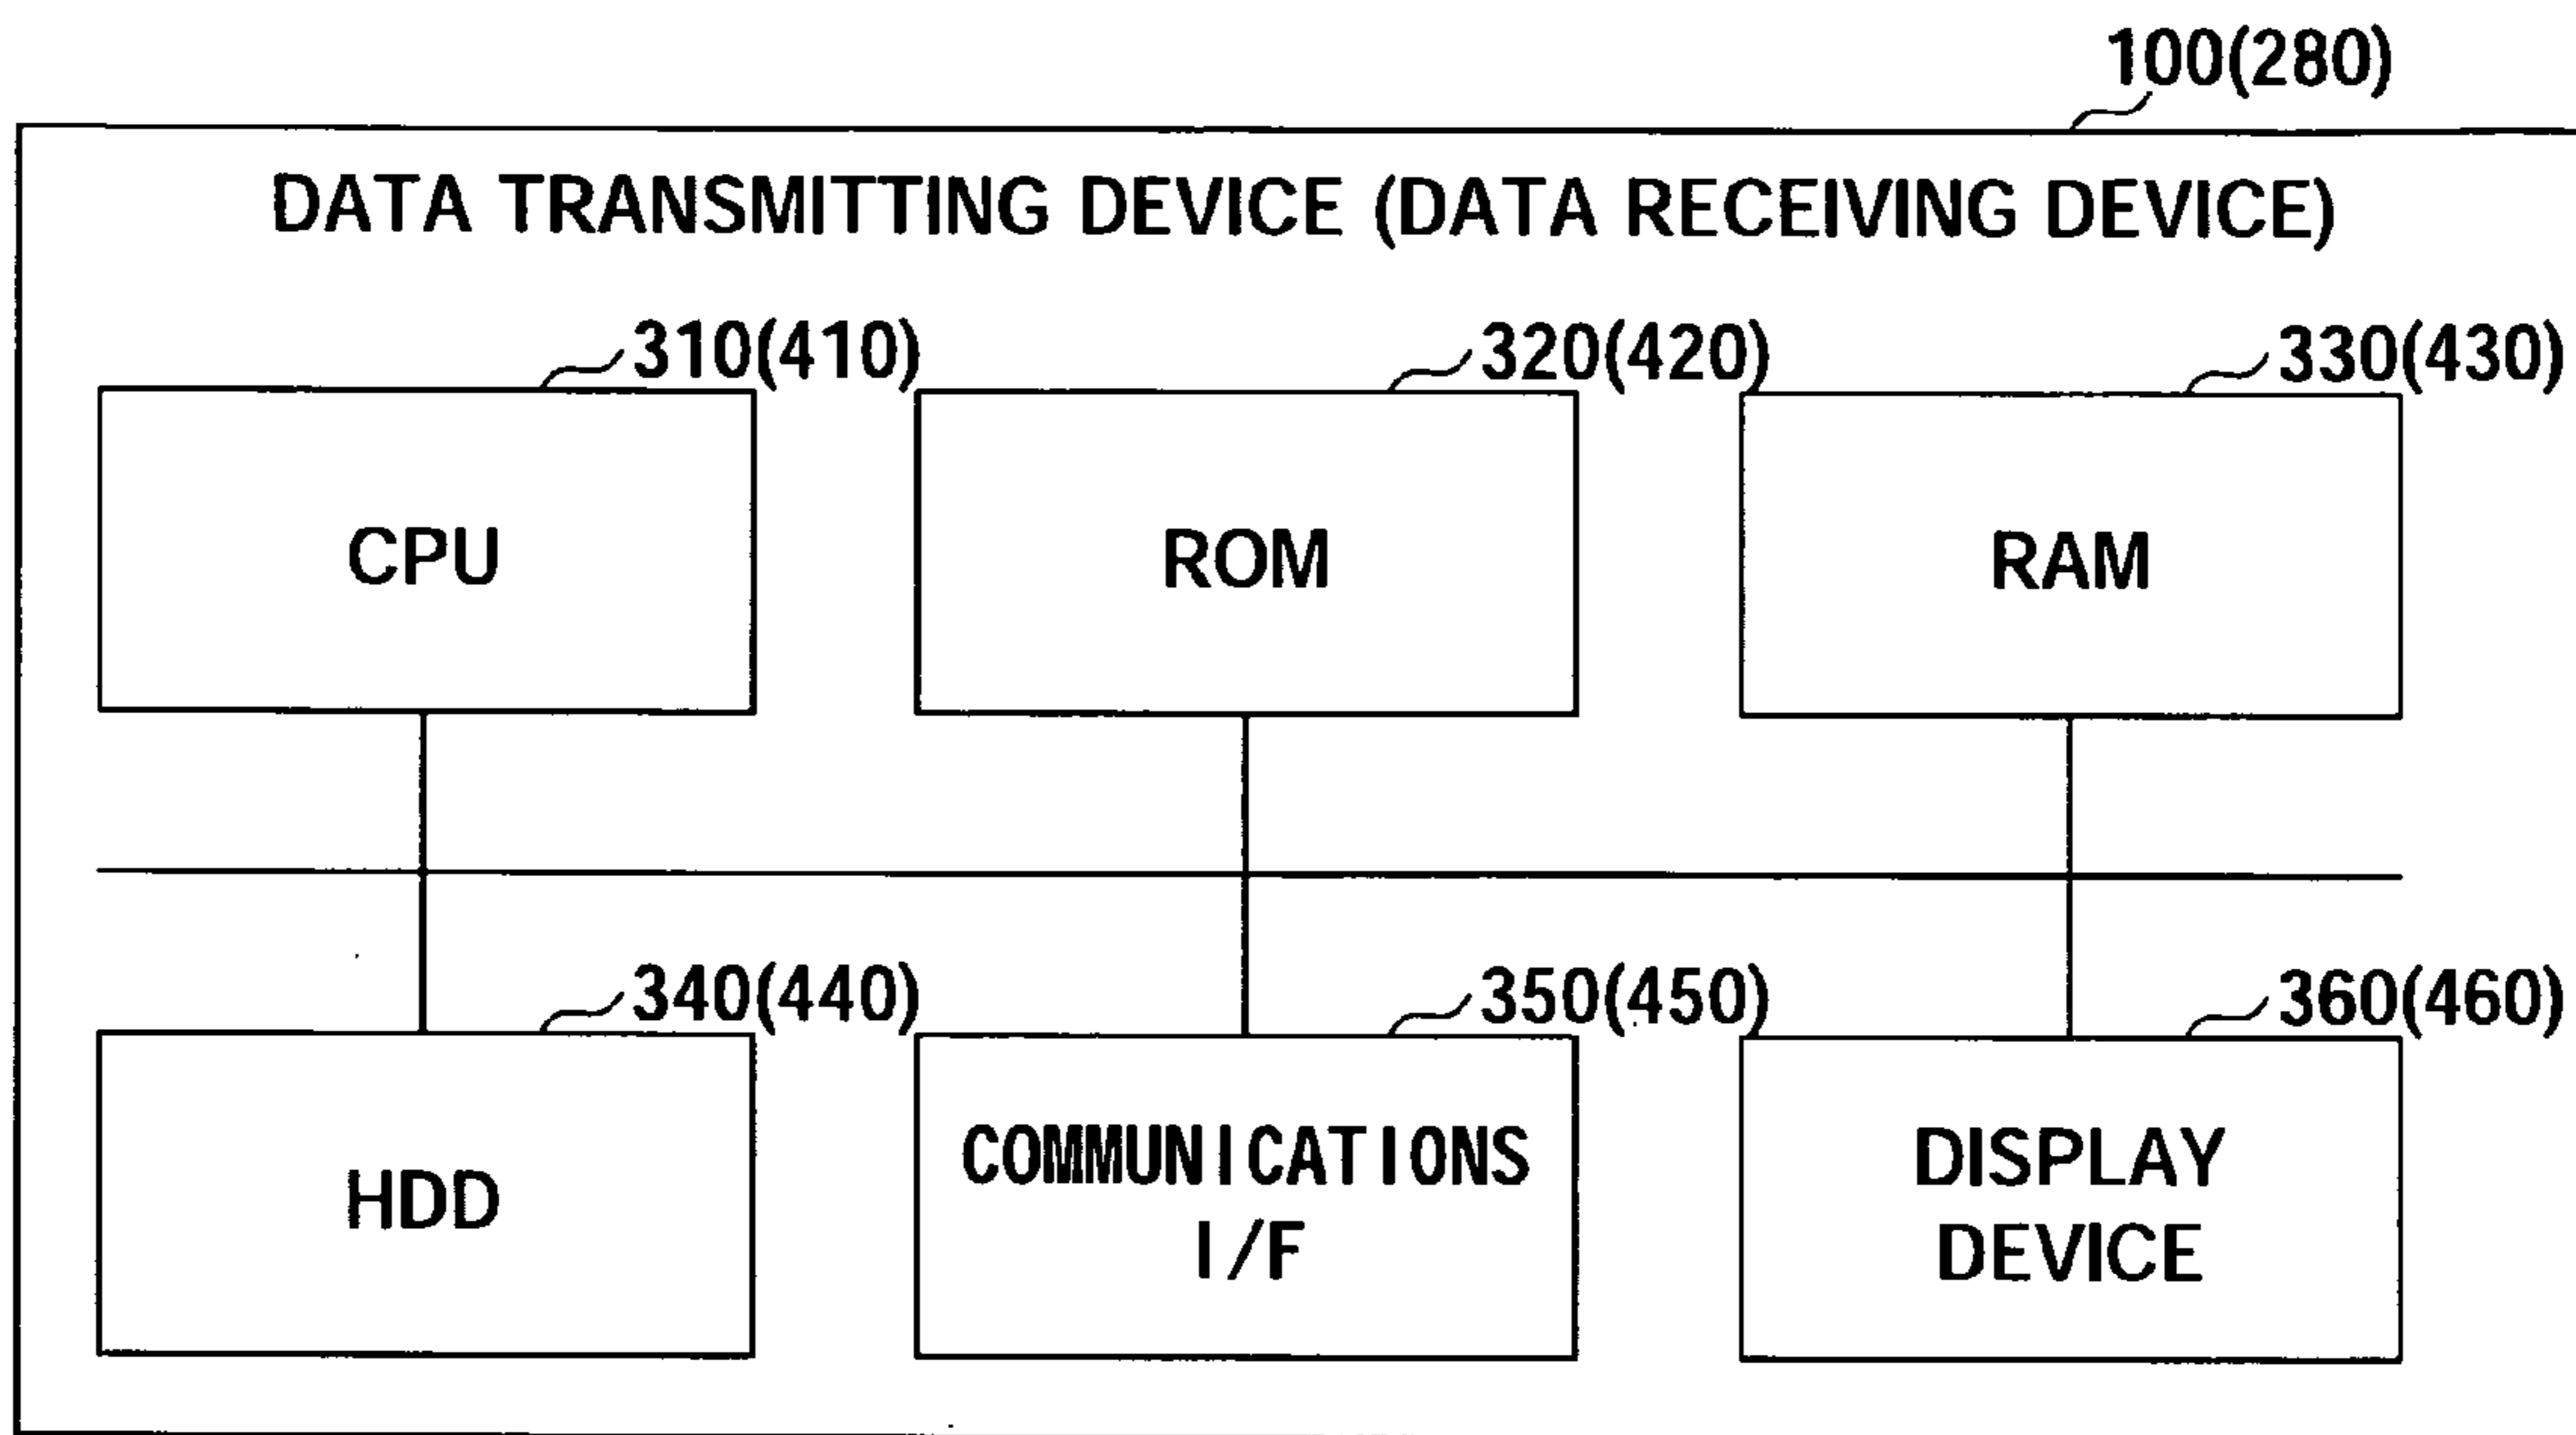 100(280)
DATA TRANSMITTING DEVICE (DATA RECEIVING DEVICE)
310(410)
320(420)
330(430)
CPU
ROM
RAM
340(440)
350(450)
360(460)
HDD
COMMUNICATIONS
I/F
DISPLAY
DEVICE